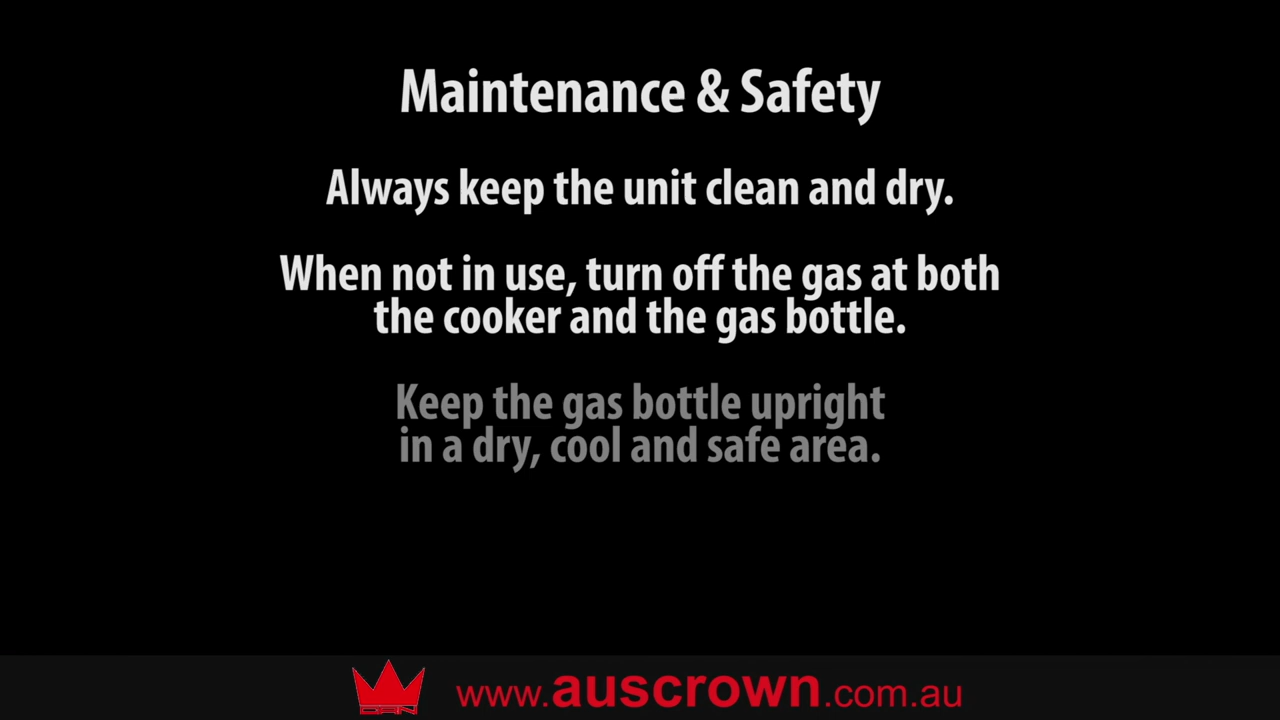 Maintenance & Safety
Always keep the unit clean and dry.
When not in use, turn off the gas at both
the cooker and the gas bottle.
Keep the gas bottle upright
in a dry, cool and safe area.
www.auscrown.com.au